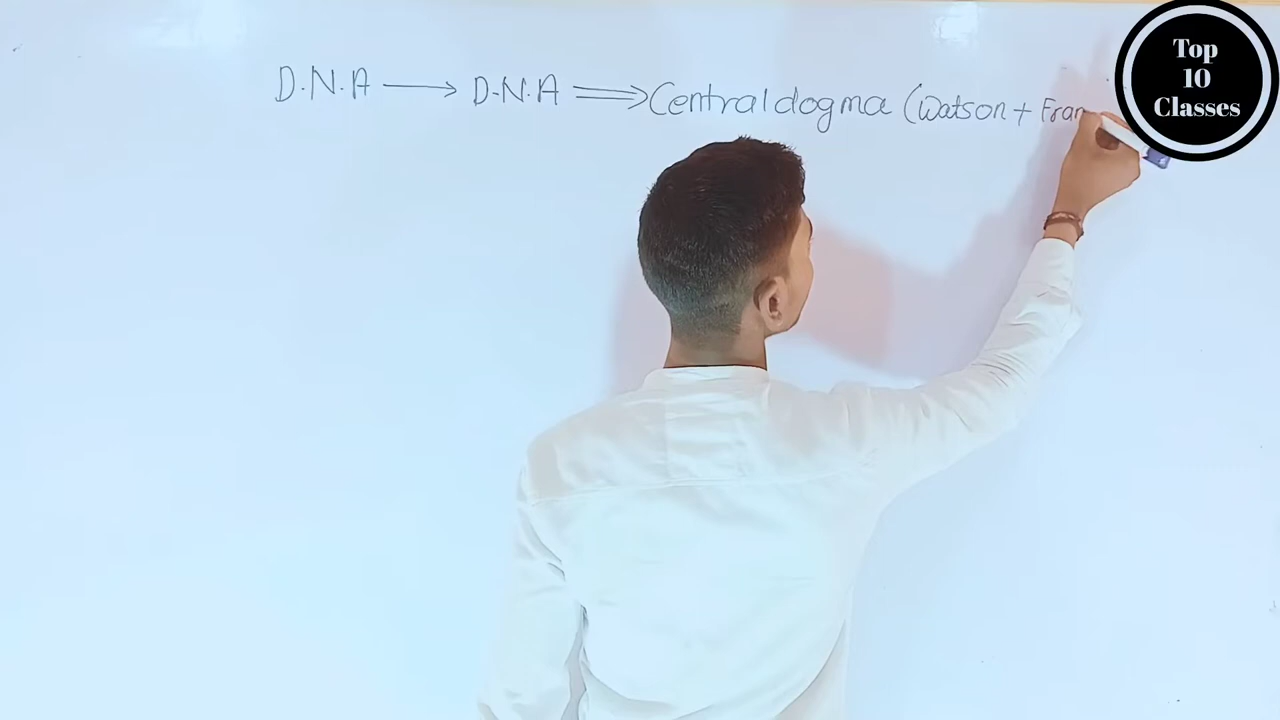 D.N.A → D.N.A ⇒ Central dogma (Watson + Fran
Top
10
Classes